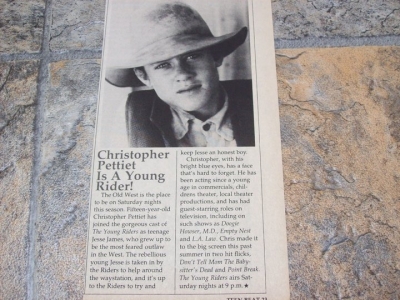 Christopher
Pettiet
Is A Young
Rider!
The Old West is the place
to be on Saturday nights
this season. Fifteen-year-old
Christopher Pettiet has
joined the gorgeous cast of
The Young Riders as teenage
Jesse James, who grew up to
be the most feared outlaw
in the West. The rebellious
young Jesse is taken in by
the Riders to help around
the waystation, and it's up
to the Riders to try and
keep Jesse an honest boy.
Christopher, with his
bright blue eyes, has a face
that's hard to forget. He has
been acting since a young
age in commercials, chil-
drens theater, local theater
productions, and has had
guest-starring roles on
television, including on
such shows as Doogie
Howser, M.D., Empty Nest
and L.A. Law. Chris made it
to the big screen this past
summer in two hit flicks,
Don't Tell Mom The Baby-
sitter's Dead and Point Break.
The Young Riders airs Sat-
urday nights at 9 p.m. ★
TEEN BEAT 21